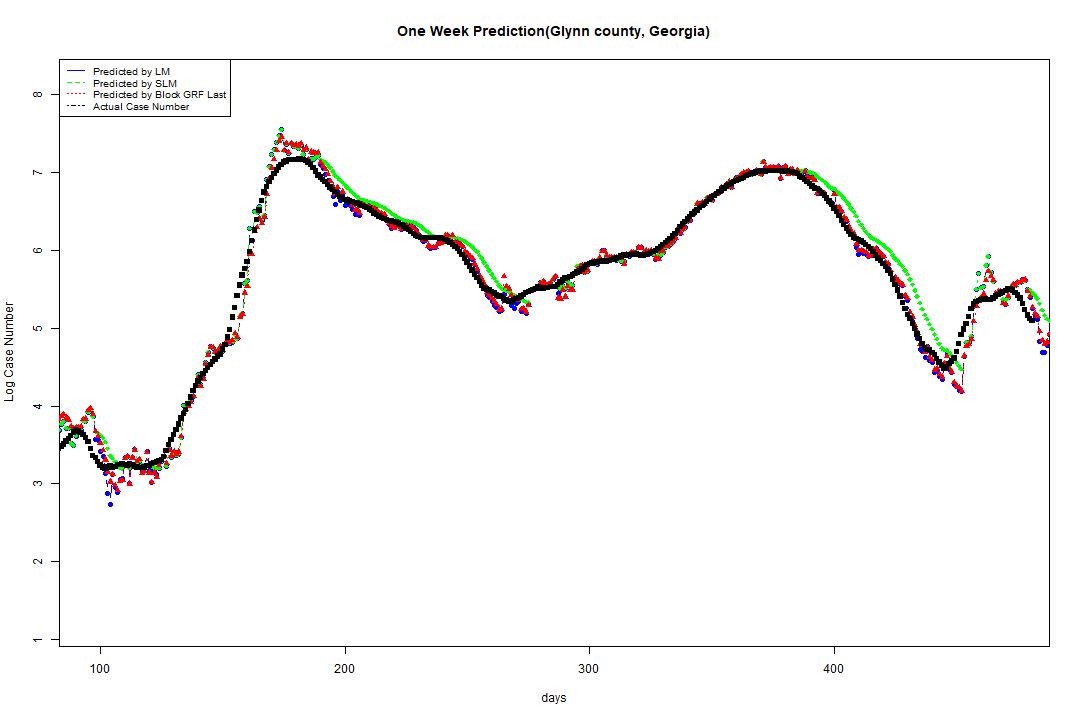 One Week Prediction(Glynn county, Georgia)
Predicted by LM
Predicted by SLM
Predicted by Block GRF Last
Actual Case Number
8
7
6
5
4
3
2
1
Log Case Number
100 200 300 400
days